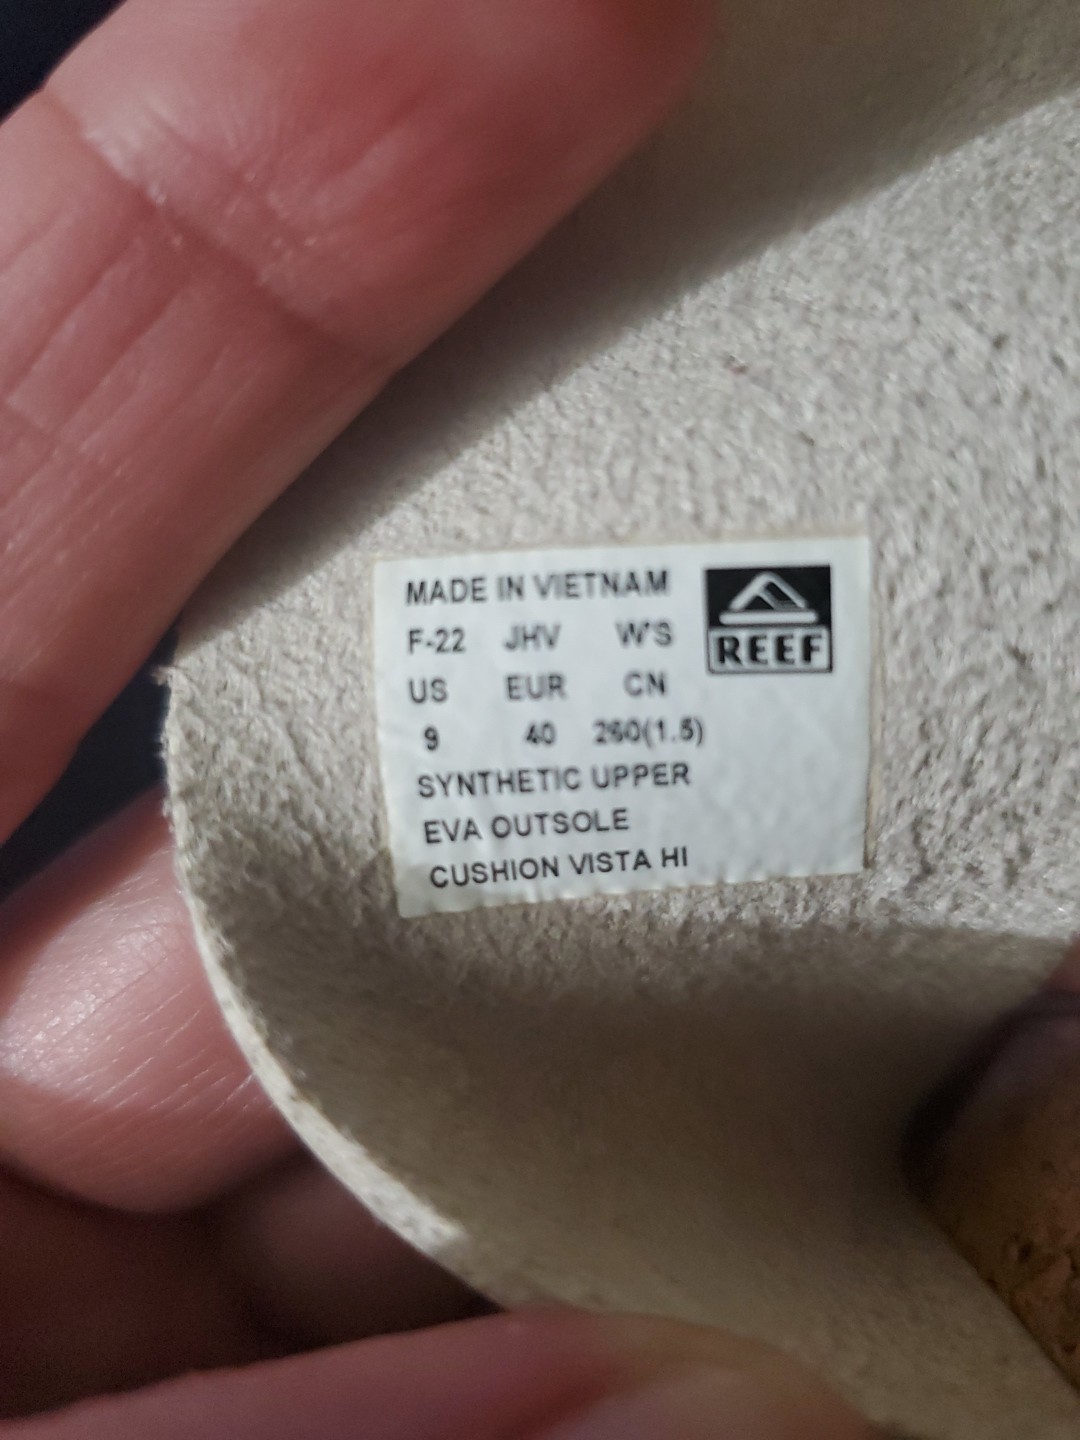 MADE IN VIETNAM
REEF
F-22 JHV W'S
US EUR CN
9 40 260(1.5)
SYNTHETIC UPPER
EVA OUTSOLE
CUSHION VISTA HI